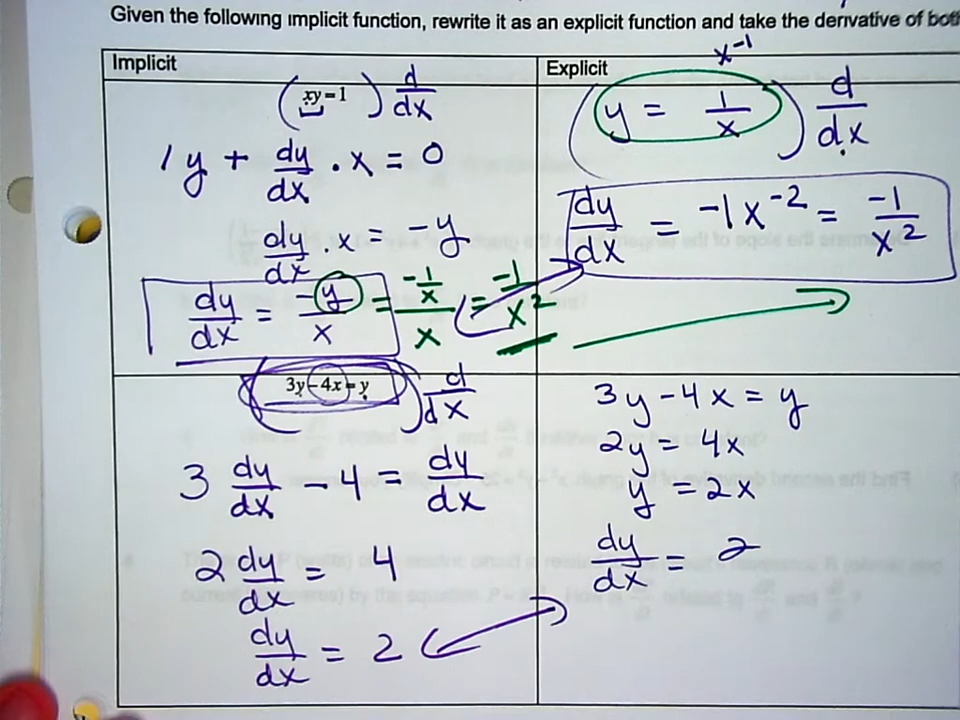 Given the following implicit function, rewrite it as an explicit function and take the derivative of both
Implicit
(xy = 1) d/dx
1y + dy/dx · x = 0
dy/dx · x = -y
dy/dx = -y/x = (-1/x)/x = -1/x²
Explicit
x⁻¹
(y = 1/x) d/dx
dy/dx = -1x⁻² = -1/x²
(3y – 4x = y) d/dx
3 dy/dx - 4 = dy/dx
2 dy/dx = 4
dy/dx = 2
3y - 4x = y
2y = 4x
y = 2x
dy/dx = 2